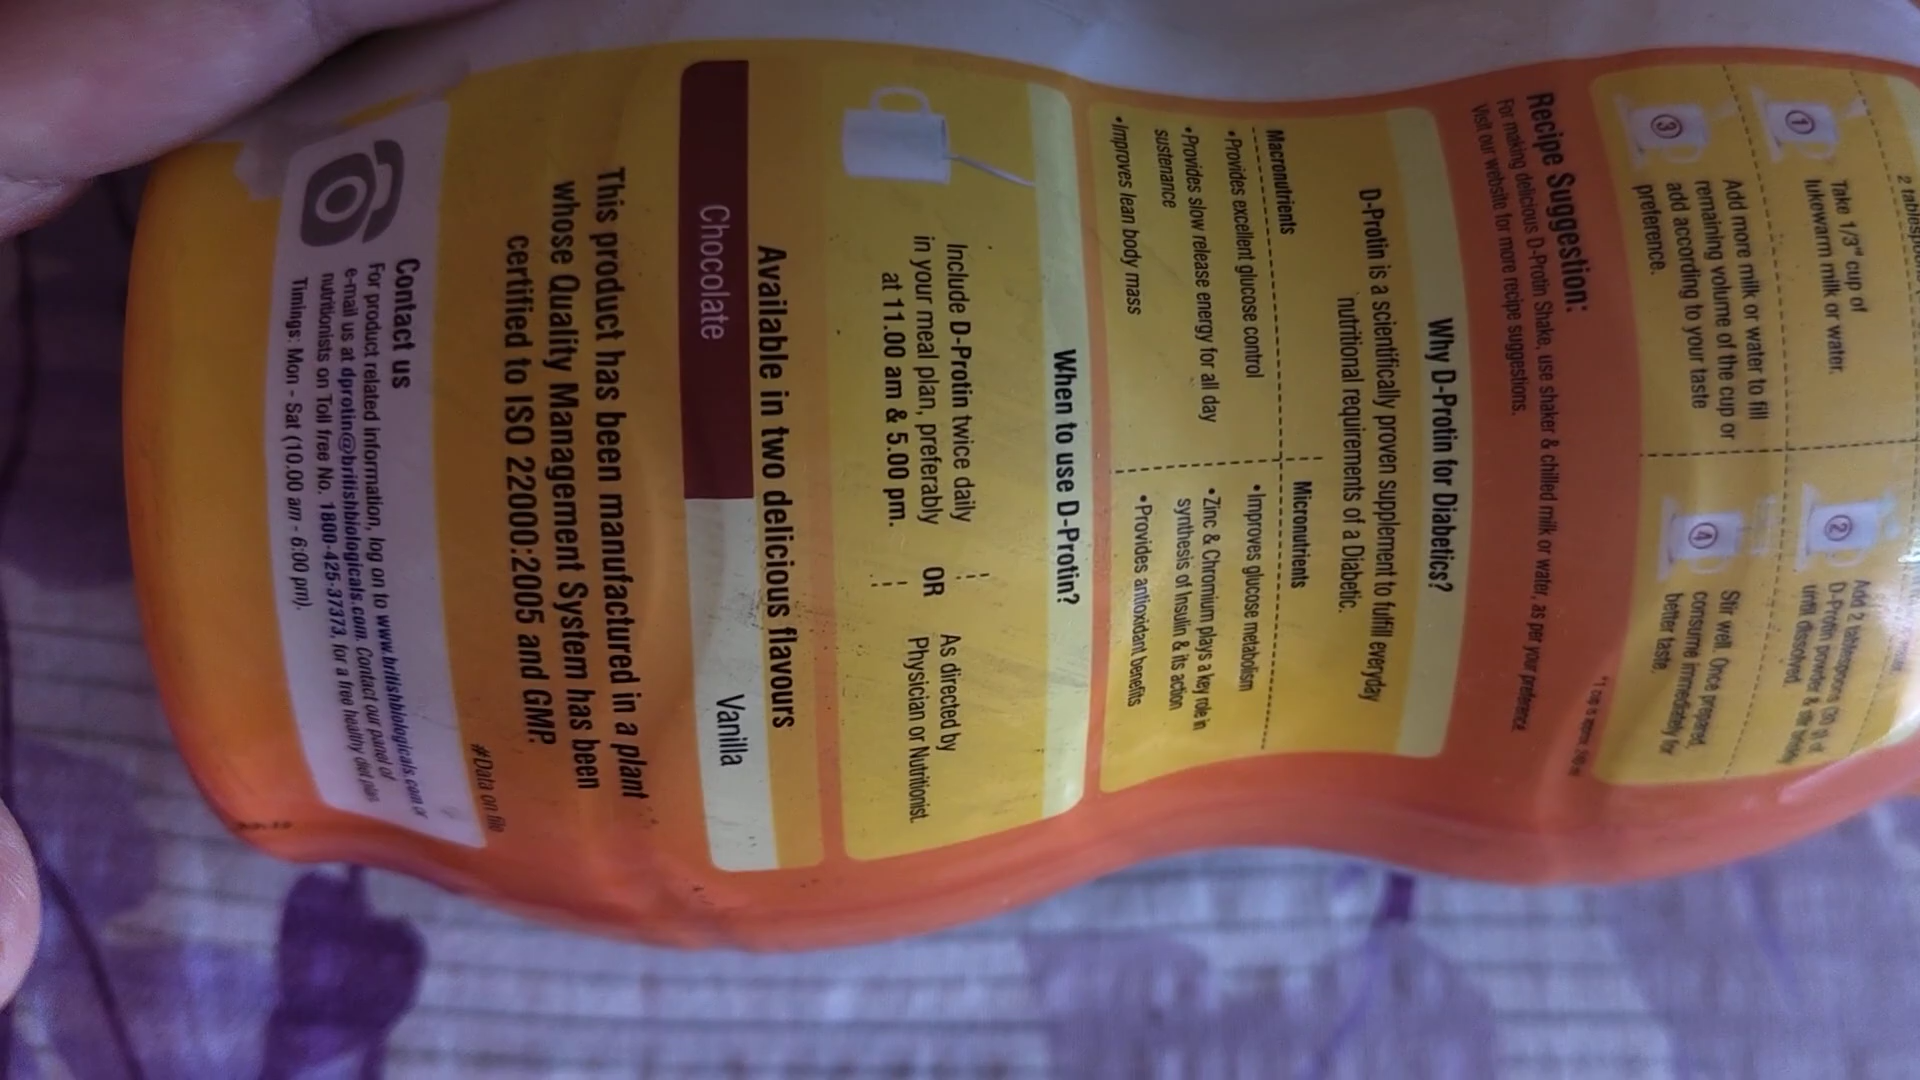 2 tablespoons
1
Take 1/3rd cup of
lukewarm milk or water.
2
Add 2 tablespoons
D-Protin powder & stir
until dissolved.
3
Add more milk or water to fill
remaining volume of the cup or
add according to your taste
preference.
4
Stir well. Once prepared,
consume immediately for
better taste.
Recipe Suggestion:
For making delicious D-Protin Shake, use shaker & chilled milk or water, as per your preference.
Visit our website for more recipe suggestions.
Why D-Protin for Diabetics?
D-Protin is a scientifically proven supplement to fulfill everyday
nutritional requirements of a Diabetic.
Macronutrients
•Provides excellent glucose control
•Provides slow release energy for all day
sustenance
•Improves lean body mass
Micronutrients
•Improves glucose metabolism
•Zinc & Chromium plays a key role in
synthesis of Insulin & its action
•Provides antioxidant benefits
When to use D-Protin?
Include D-Protin twice daily
in your meal plan, preferably
at 11.00 am & 5.00 pm.
OR
As directed by
Physician or Nutritionist.
Available in two delicious flavours
Chocolate
Vanilla
This product has been manufactured in a plant
whose Quality Management System has been
certified to ISO 22000:2005 and GMP.
#Data on file
Contact us
For product related information, log on to www.britishbiologicals.com or
e-mail us at dprotin@britishbiologicals.com. Contact our panel of
nutritionists on Toll free No. 1800-425-3773, for a free healthy diet plan
Timings: Mon - Sat (10.00 am - 6:00 pm).